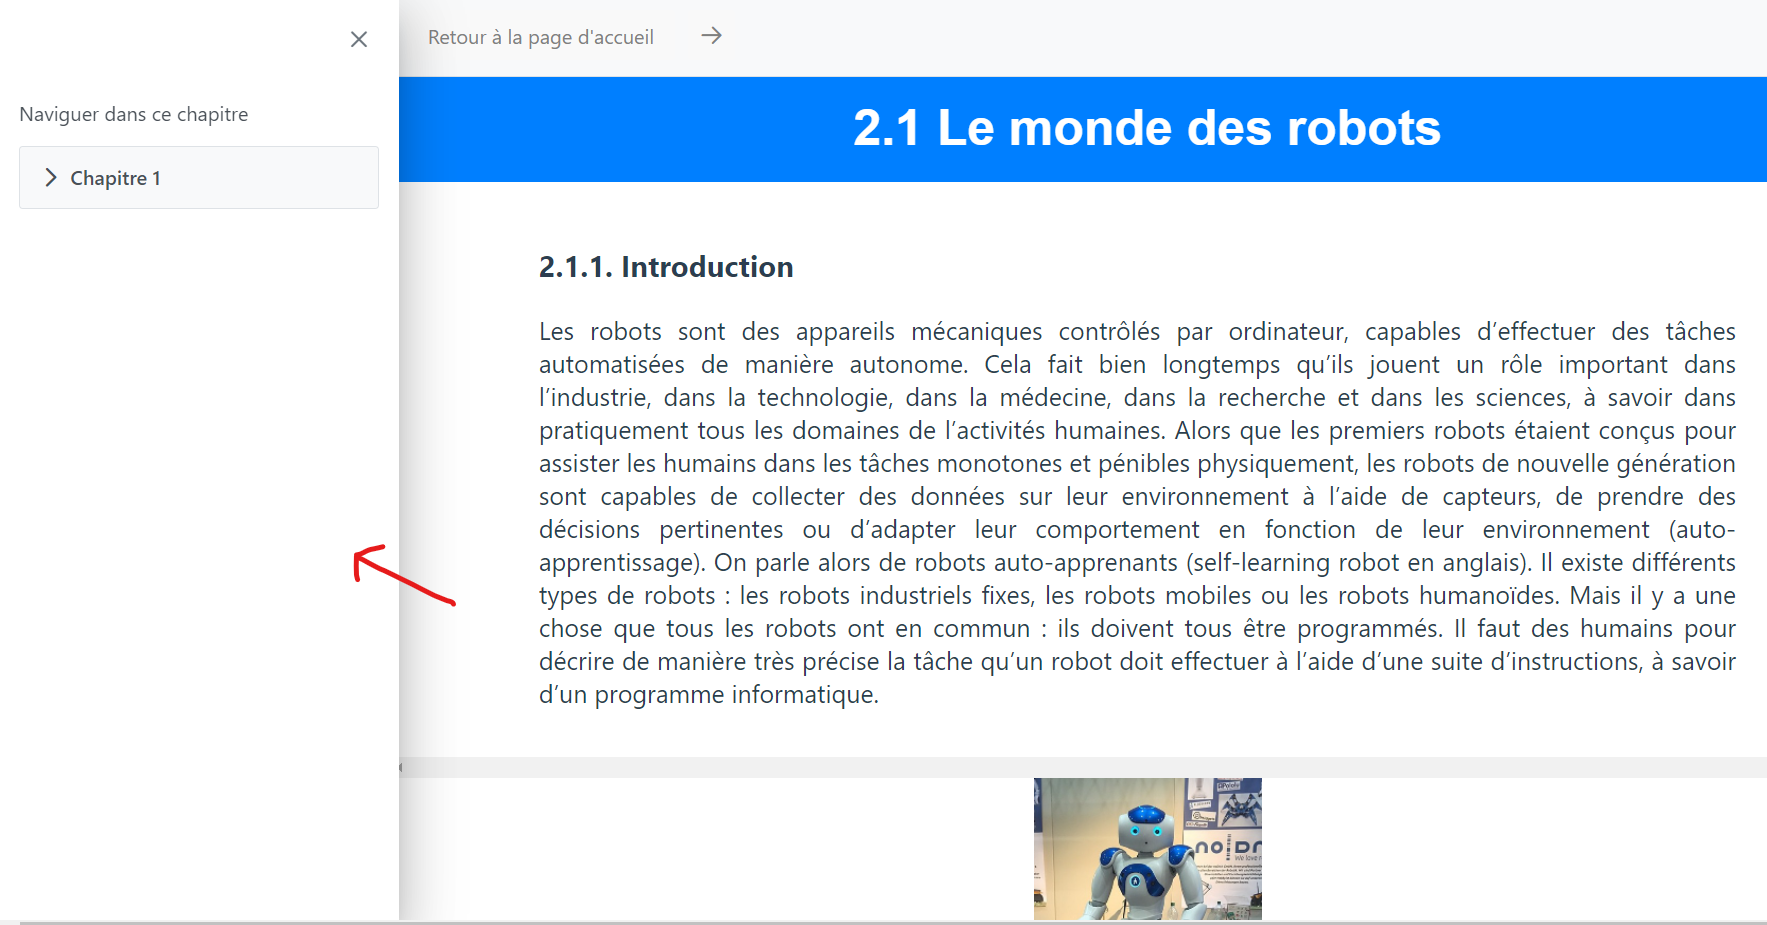 Retour à la page d'accueil
Naviguer dans ce chapitre
Chapitre 1
2.1 Le monde des robots
2.1.1. Introduction
Les robots sont des appareils mécaniques contrôlés par ordinateur, capables d’effectuer des tâches
automatisées de manière autonome. Cela fait bien longtemps qu’ils jouent un rôle important dans
l’industrie, dans la technologie, dans la médecine, dans la recherche et dans les sciences, à savoir dans
pratiquement tous les domaines de l’activités humaines. Alors que les premiers robots étaient conçus pour
assister les humains dans les tâches monotones et pénibles physiquement, les robots de nouvelle génération
sont capables de collecter des données sur leur environnement à l’aide de capteurs, de prendre des
décisions pertinentes ou d’adapter leur comportement en fonction de leur environnement (auto-
apprentissage). On parle alors de robots auto-apprenants (self-learning robot en anglais). Il existe différents
types de robots : les robots industriels fixes, les robots mobiles ou les robots humanoïdes. Mais il y a une
chose que tous les robots ont en commun : ils doivent tous être programmés. Il faut des humains pour
décrire de manière très précise la tâche qu’un robot doit effectuer à l’aide d’une suite d’instructions, à savoir
d’un programme informatique.
We love